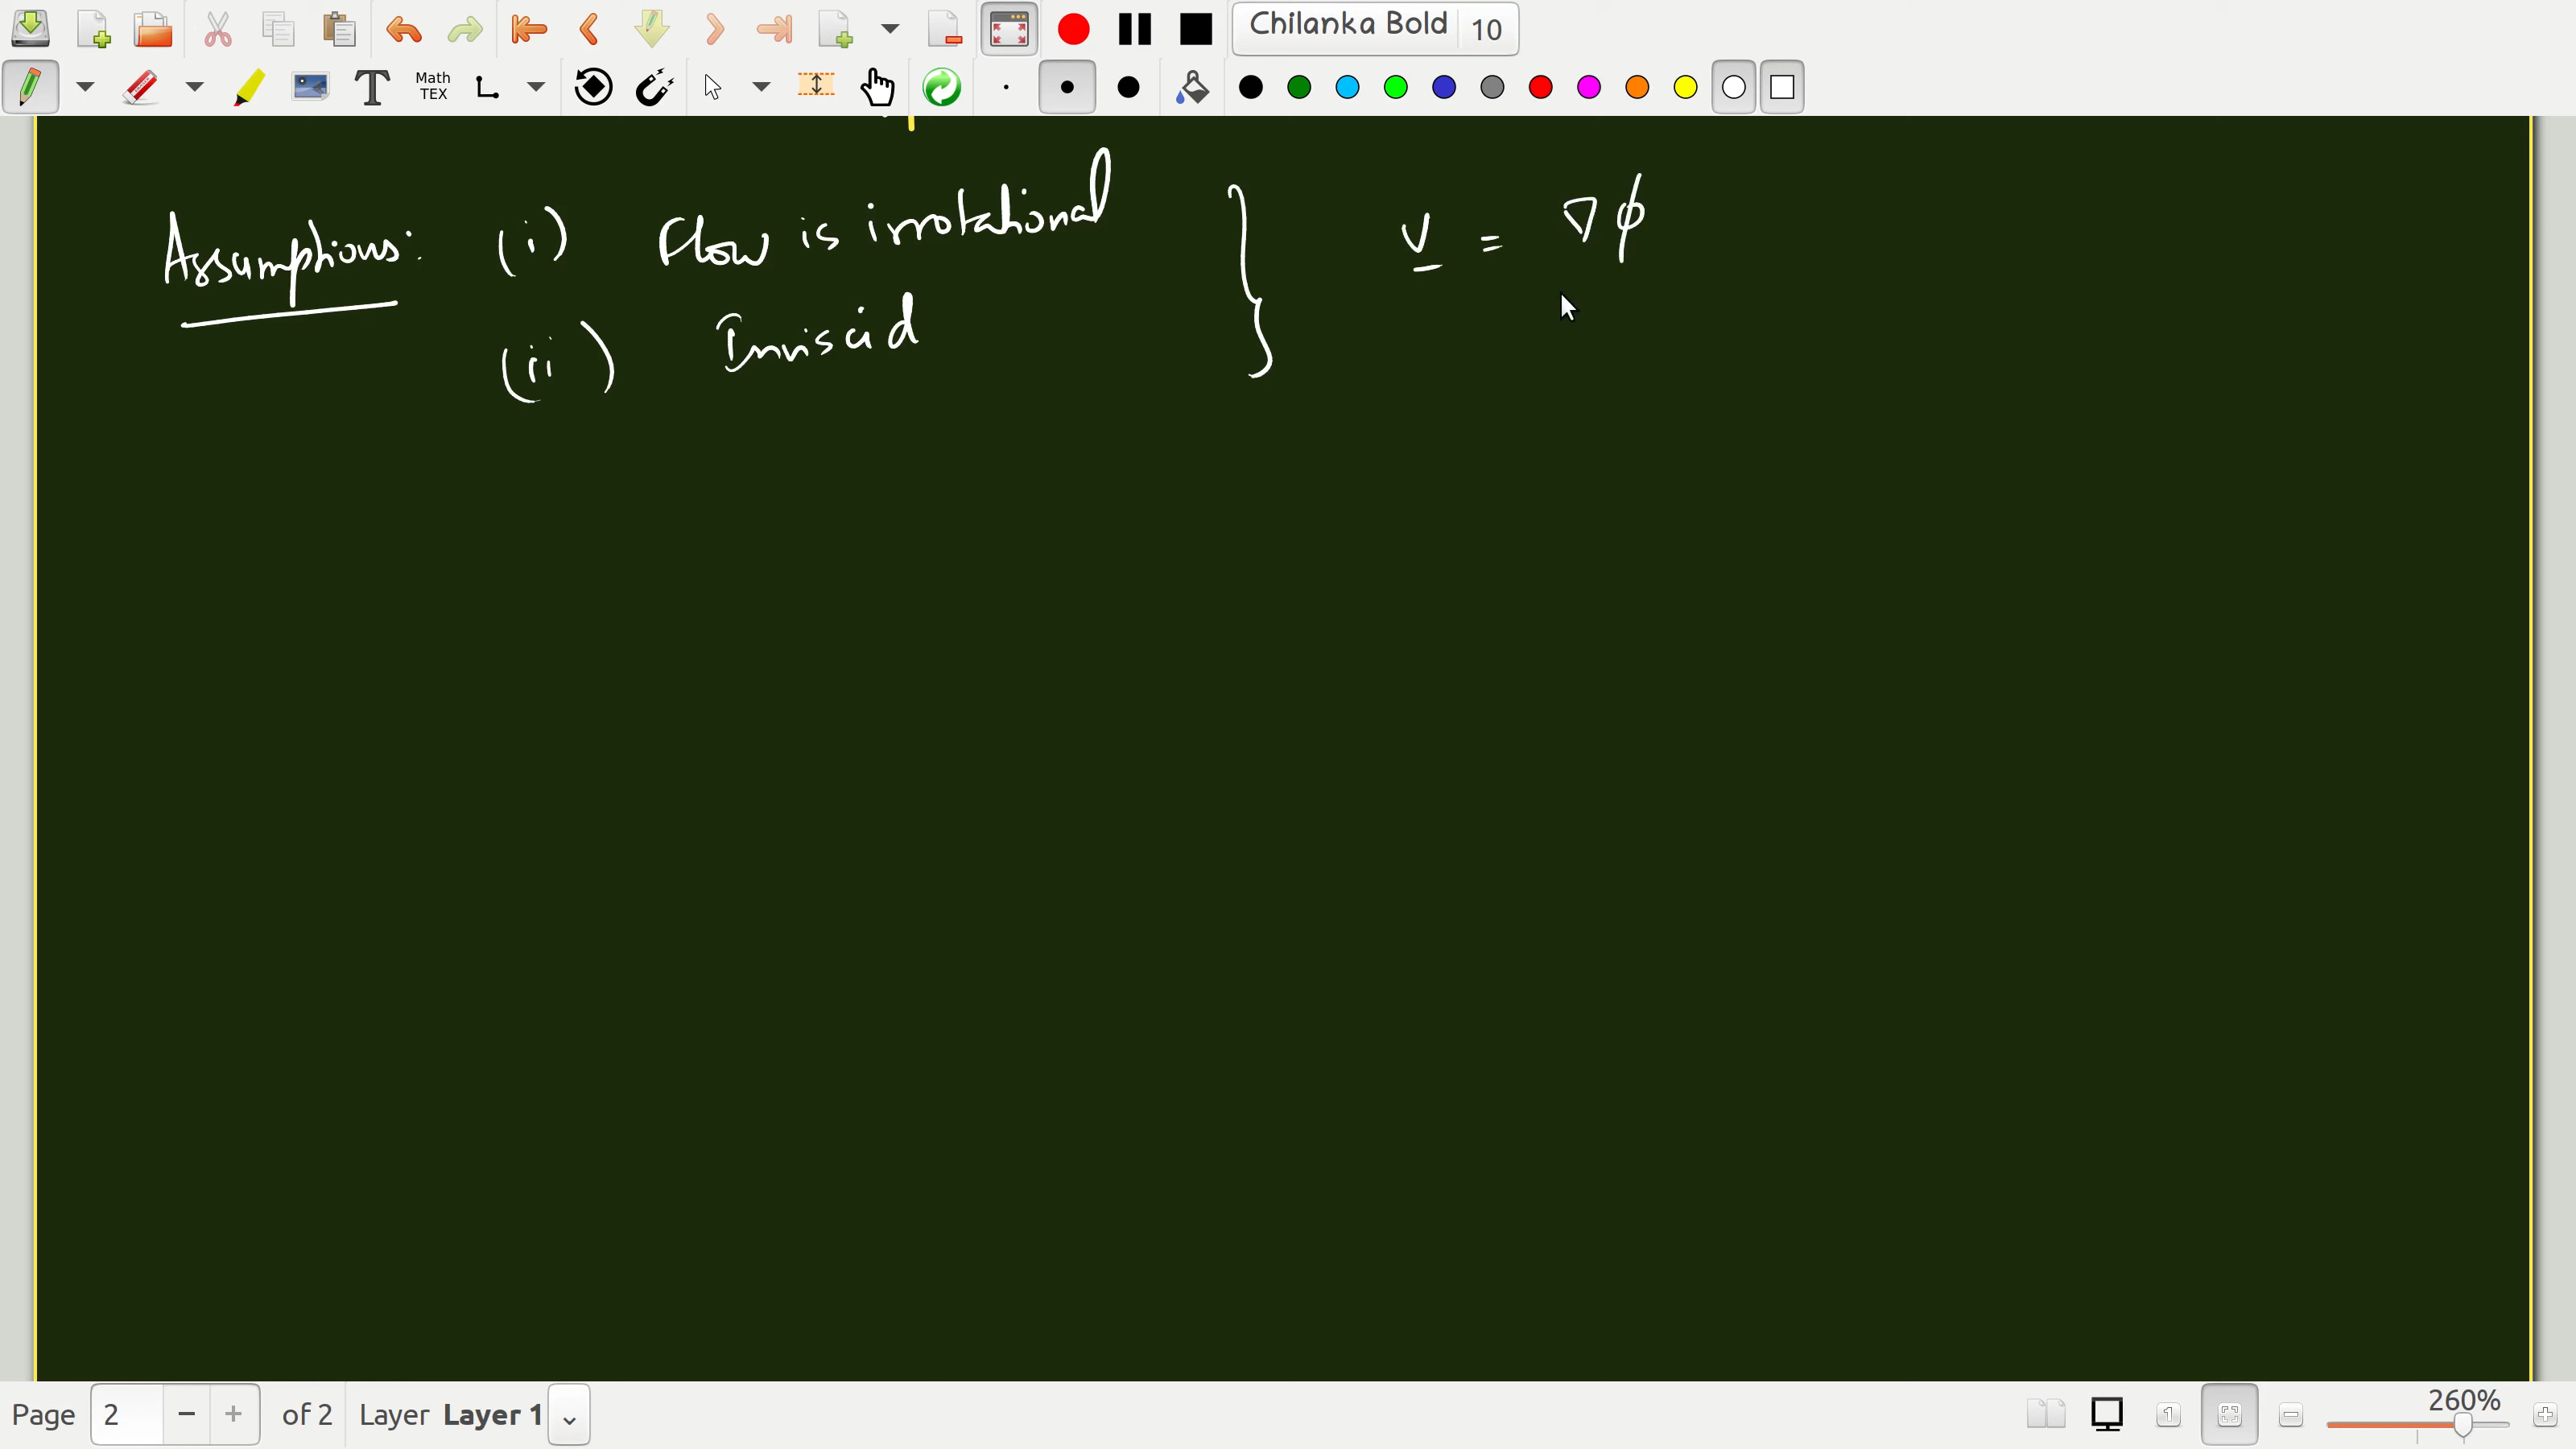 Chilanka Bold 10
Math TEX
Assumptions: (i) Flow is irrotational } v = ∇ϕ
(ii) Inviscid
Page 2 of 2 Layer Layer 1 260%